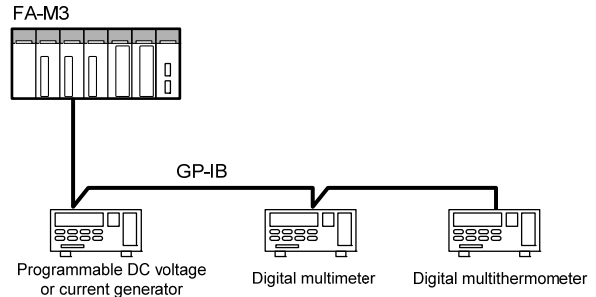 FA-M3
GP-IB
Programmable DC voltage
or current generator
Digital multimeter
Digital multithermometer